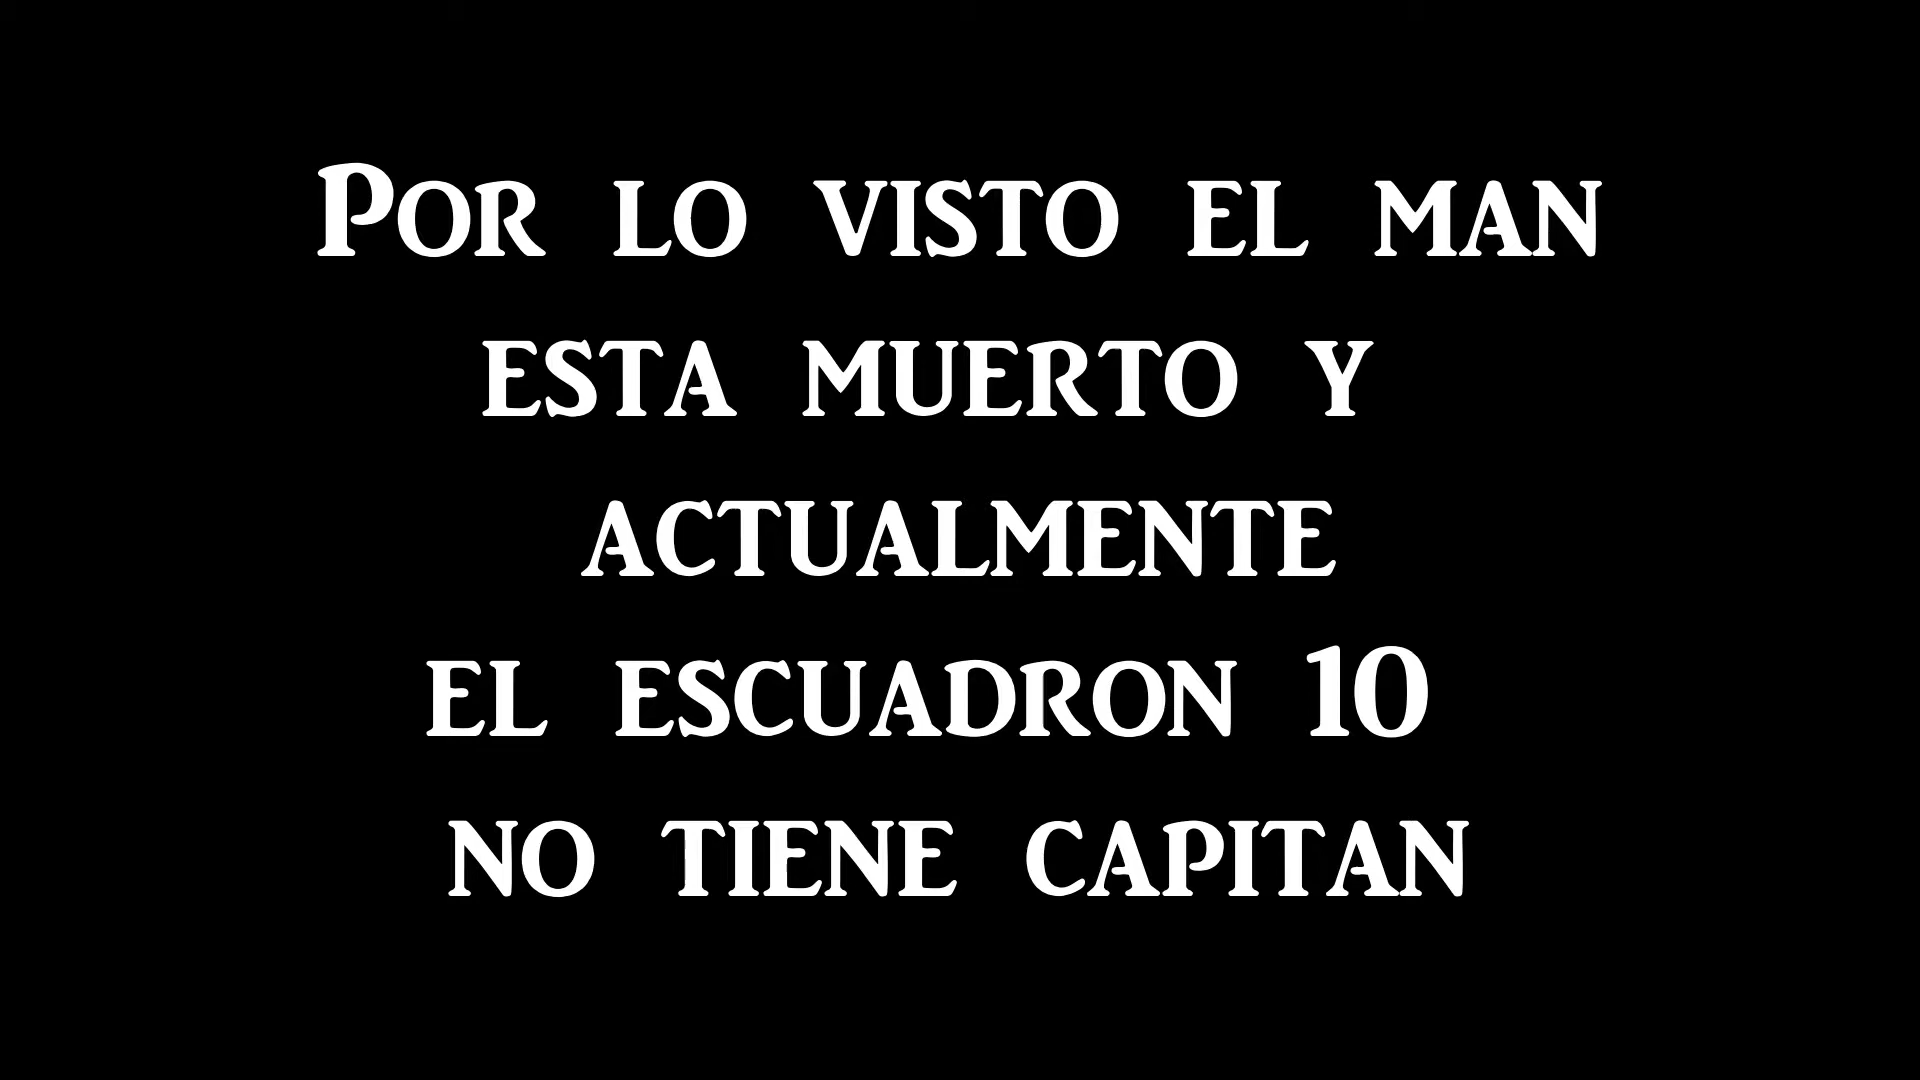 Por lo visto el man
esta muerto y
actualmente
el escuadron 10
no tiene capitan